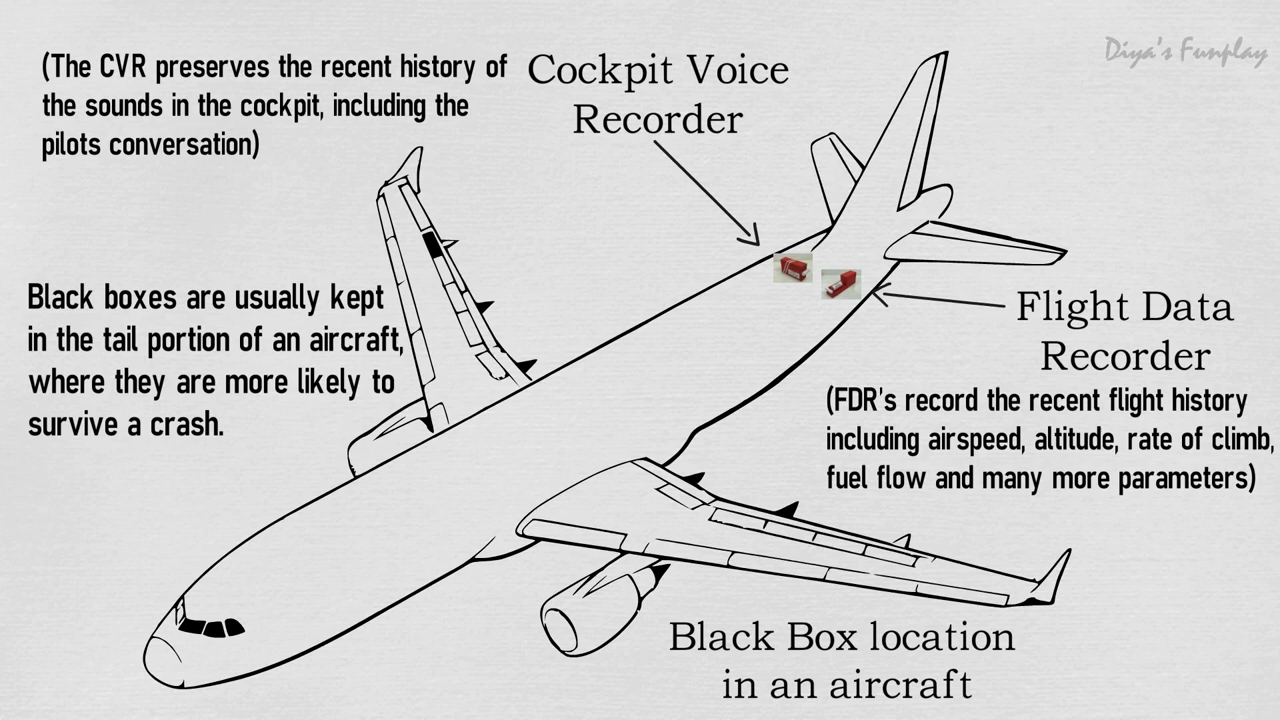 (The CVR preserves the recent history of
the sounds in the cockpit, including the
pilots conversation)
Cockpit Voice
Recorder
Diya's Funplay
Black boxes are usually kept
in the tail portion of an aircraft,
where they are more likely to
survive a crash.
Flight Data
Recorder
(FDR's record the recent flight history
including airspeed, altitude, rate of climb,
fuel flow and many more parameters)
Black Box location
in an aircraft